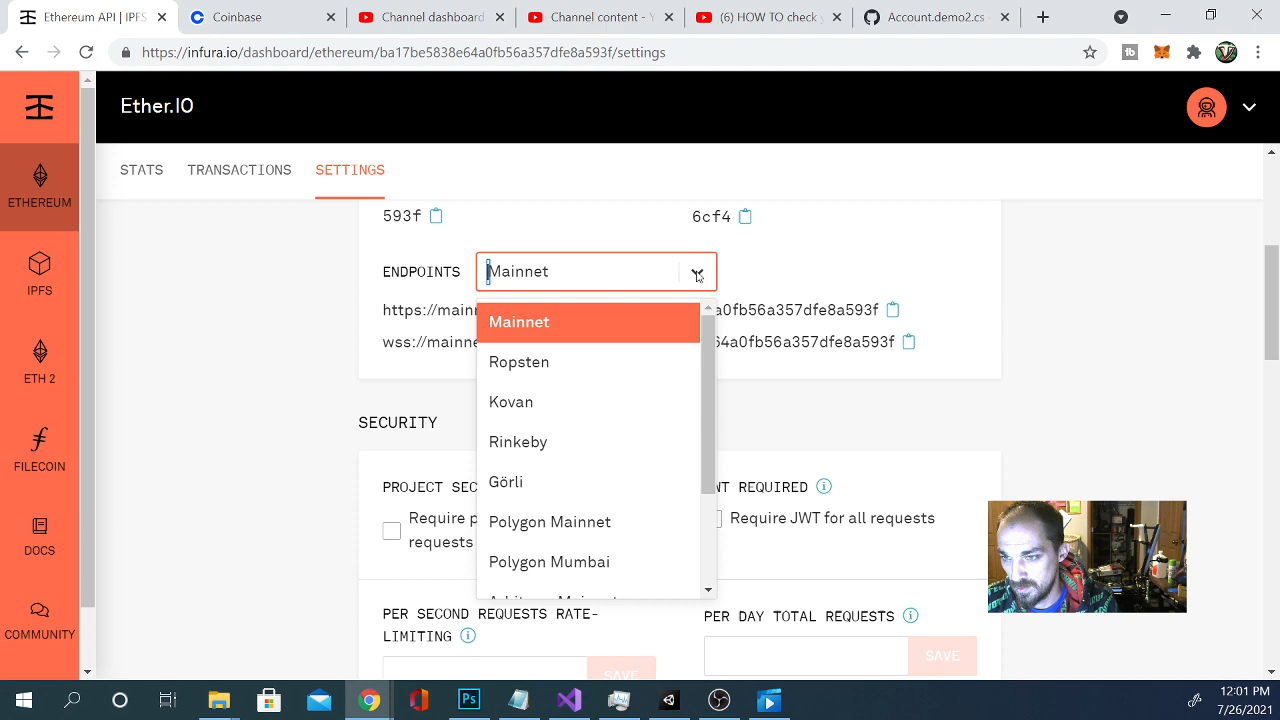 Ethereum API | IPFS
Coinbase
Channel dashboard
Channel content - Y
(6) HOW TO check y
Account.demo2.cs
https://infura.io/dashboard/ethereum/ba17be5838e64a0fb56a357dfe8a593f/settings
Ether.IO
STATS TRANSACTIONS SETTINGS
ETHEREUM
IPFS
ETH 2
FILECOIN
DOCS
COMMUNITY
593f 6cf4
ENDPOINTS Mainnet
https://main a0fb56a357dfe8a593f
wss://mainne 64a0fb56a357dfe8a593f
Mainnet
Ropsten
Kovan
Rinkeby
Görli
Polygon Mainnet
Polygon Mumbai
SECURITY
PROJECT SEC NT REQUIRED
Require p Require JWT for all requests
requests
PER SECOND REQUESTS RATE-
LIMITING
PER DAY TOTAL REQUESTS
SAVE
SAVE
12:01 PM
7/26/2021